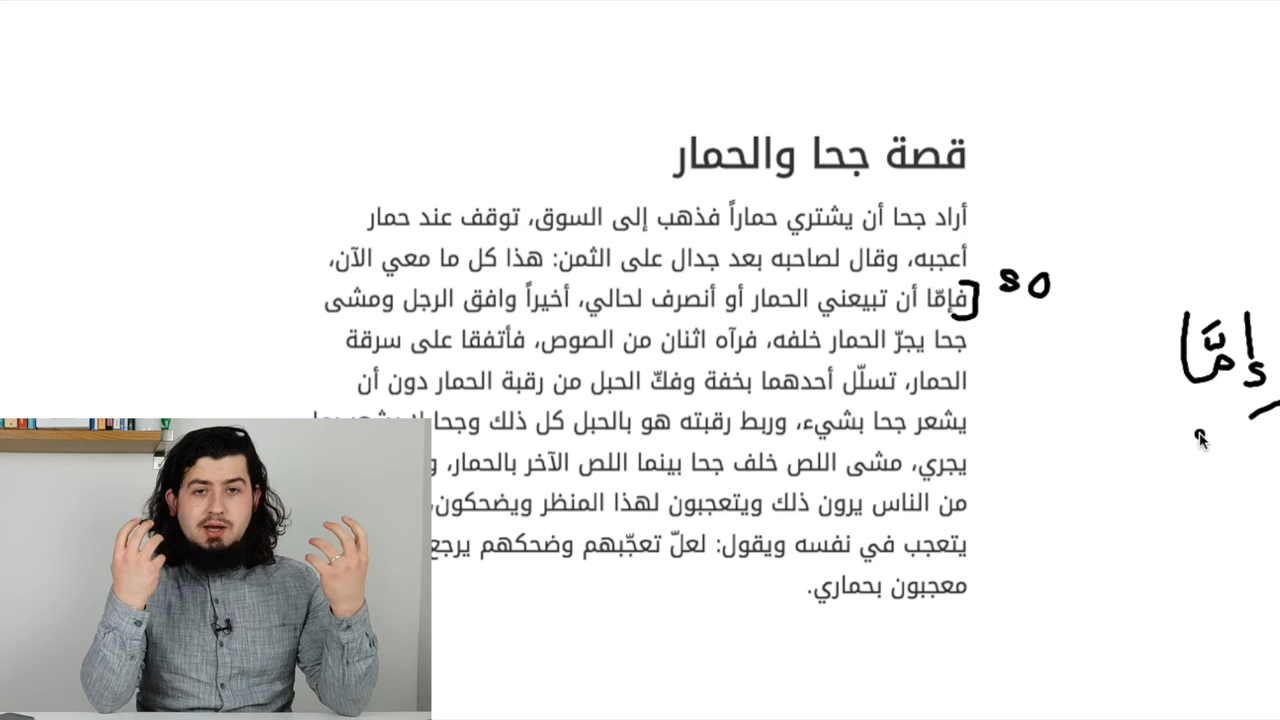 قصة جحا والحمار
أراد جحا أن يشتري حماراً فذهب إلى السوق، توقف عند حمار
أعجبه، وقال لصاحبه بعد جدال على الثمن: هذا كل ما معي الآن،
فإمّا أن تبيعني الحمار أو أنصرف لحالي، أخيراً وافق الرجل ومشى
so
جحا يجرّ الحمار خلفه، فرآه اثنان من الصوص، فأتفقا على سرقة
إمَّا
الحمار، تسلّل أحدهما بخفة وفكّ الحبل من رقبة الحمار دون أن
يشعر جحا بشيء، وربط رقبته هو بالحبل كل ذلك وجحا
يجري، مشى اللص خلف جحا بينما اللص الآخر بالحمار،
من الناس يرون ذلك ويتعجبون لهذا المنظر ويضحكون،
يتعجب في نفسه ويقول: لعلّ تعجّبهم وضحكهم يرجع
معجبون بحماري.